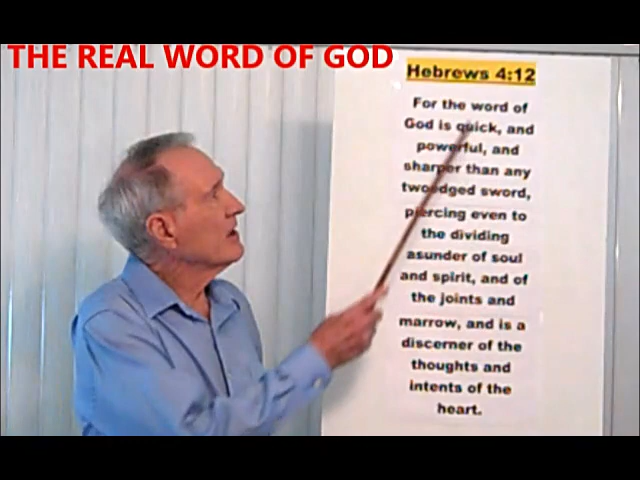 THE REAL WORD OF GOD
Hebrews 4:12
For the word of
God is quick, and
powerful, and
sharper than any
twoedged sword,
piercing even to
the dividing
asunder of soul
and spirit, and of
the joints and
marrow, and is a
discerner of the
thoughts and
intents of the
heart.